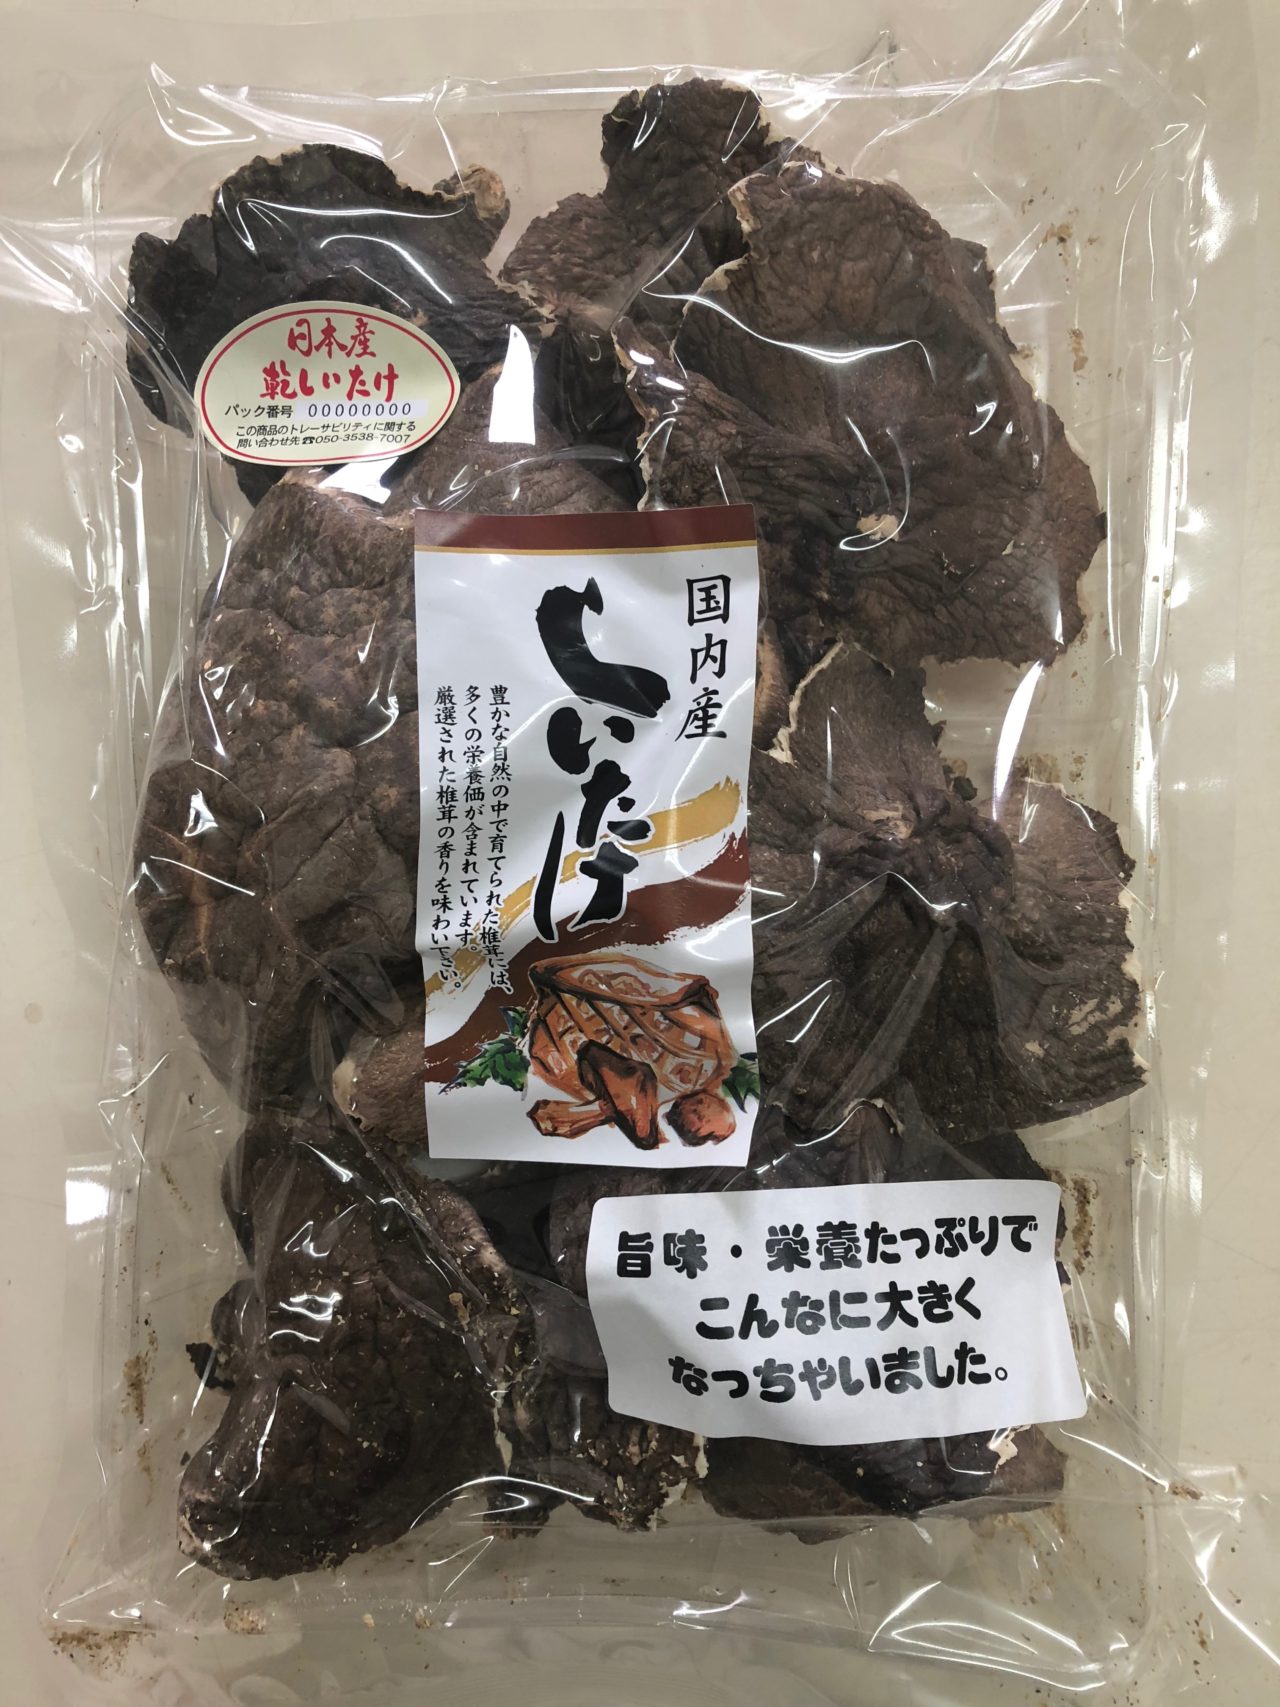 日本産
乾しいたけ
パック番号 00000000
この商品のトレーサビリティに関する
問い合わせ先☎050-3538-7007
国内産
しいたけ
豊かな自然の中で育てられた椎茸には、
多くの栄養価が含まれています。
厳選された椎茸の香りを味わい下さい。
旨味・栄養たっぷりで
こんなに大きく
なっちゃいました。